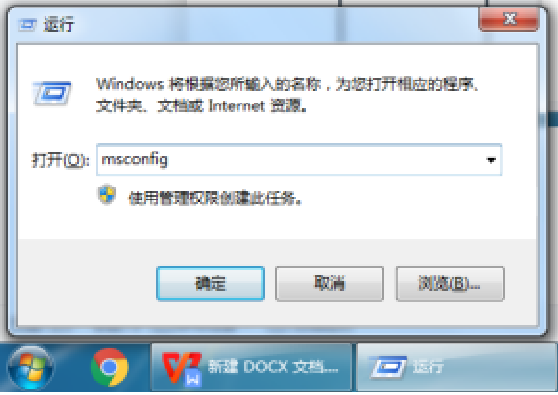 运行
Windows 将根据您所输入的名称，为您打开相应的程序、
文件夹、文档或 Internet 资源。
打开(O): msconfig
使用管理权限创建此任务。
确定 取消 浏览(B)...
新建 DOCX 文档.... 运行